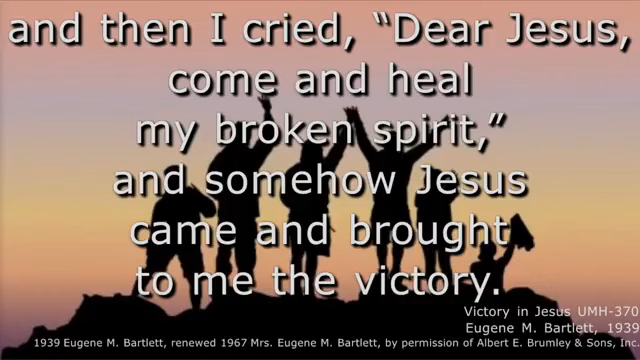 and then I cried, “Dear Jesus,
come and heal
my broken spirit,”
and somehow Jesus
came and brought
to me the victory.
Victory in Jesus UMH-370
Eugene M. Bartlett, 1939
1939 Eugene M. Bartlett, renewed 1967 Mrs. Eugene M. Bartlett, by permission of Albert E. Brumley & Sons, Inc.